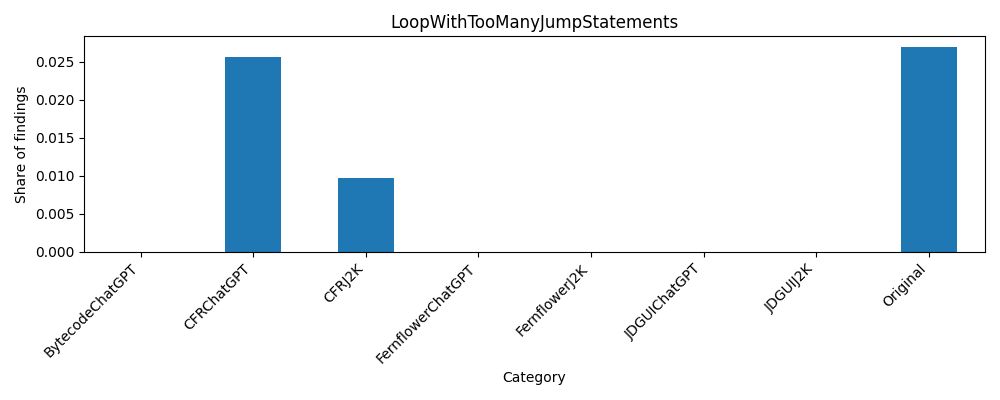 LoopWithTooManyJumpStatements
Share of findings
0.025
0.020
0.015
0.010
0.005
0.000
BytecodeChatGPT
CFRChatGPT
CFRJ2K
FernflowerChatGPT
FernflowerJ2K
JDGUIChatGPT
JDGUIJ2K
Original
Category